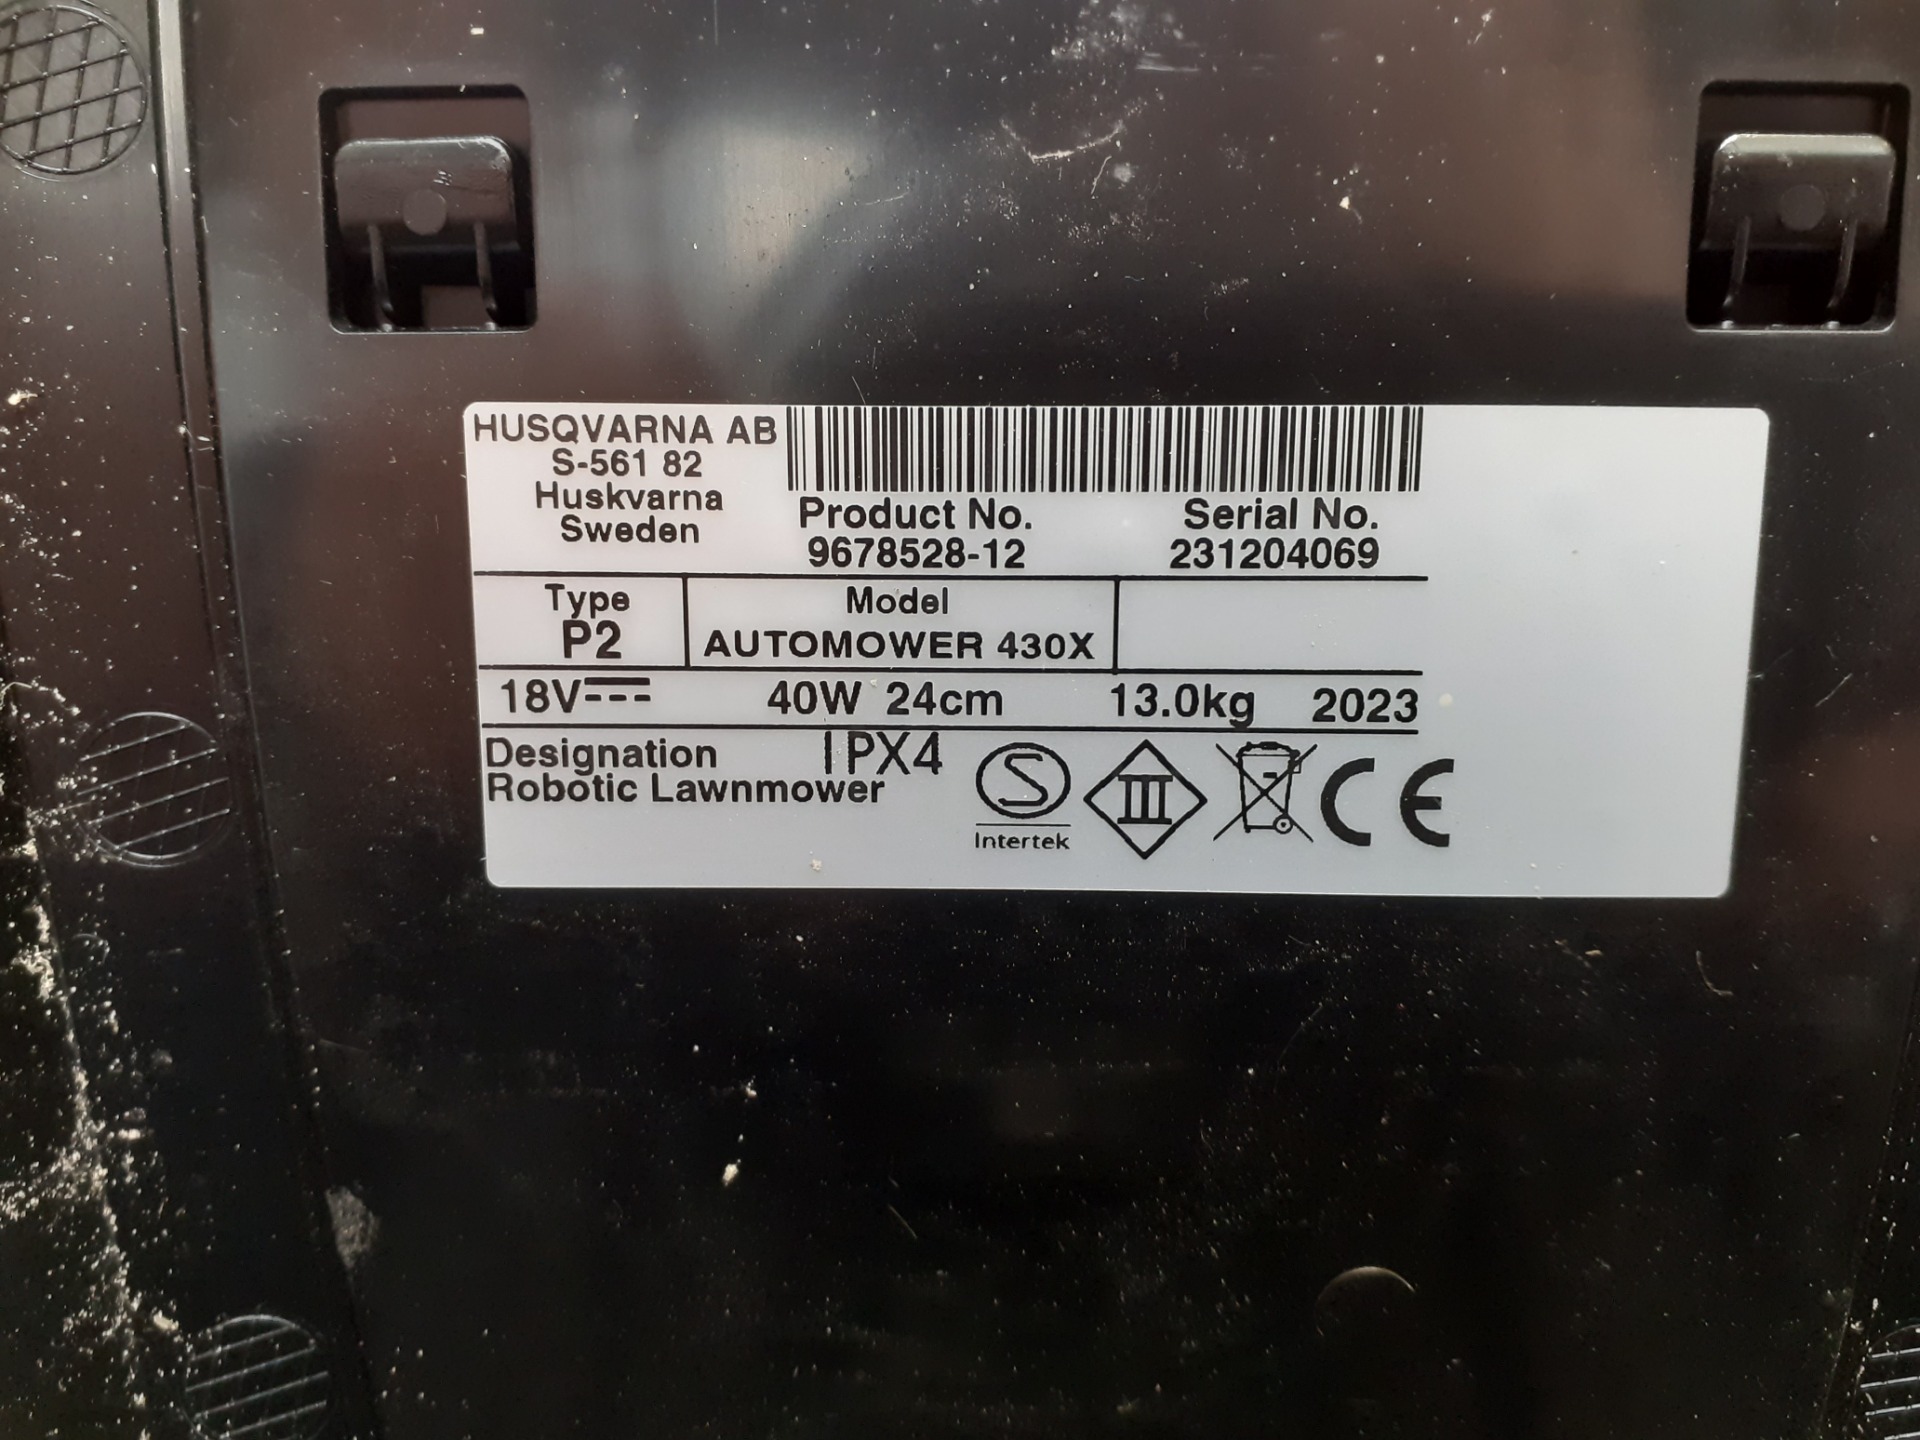 HUSQVARNA AB
S-561 82
Huskvarna
Sweden
Product No.
9678528-12
Serial No.
231204069
Type
P2
Model
AUTOMOWER 430X
18V 40W 24cm 13.0kg 2023
Designation IPX4
Robotic Lawnmower
S
Intertek
III
CE